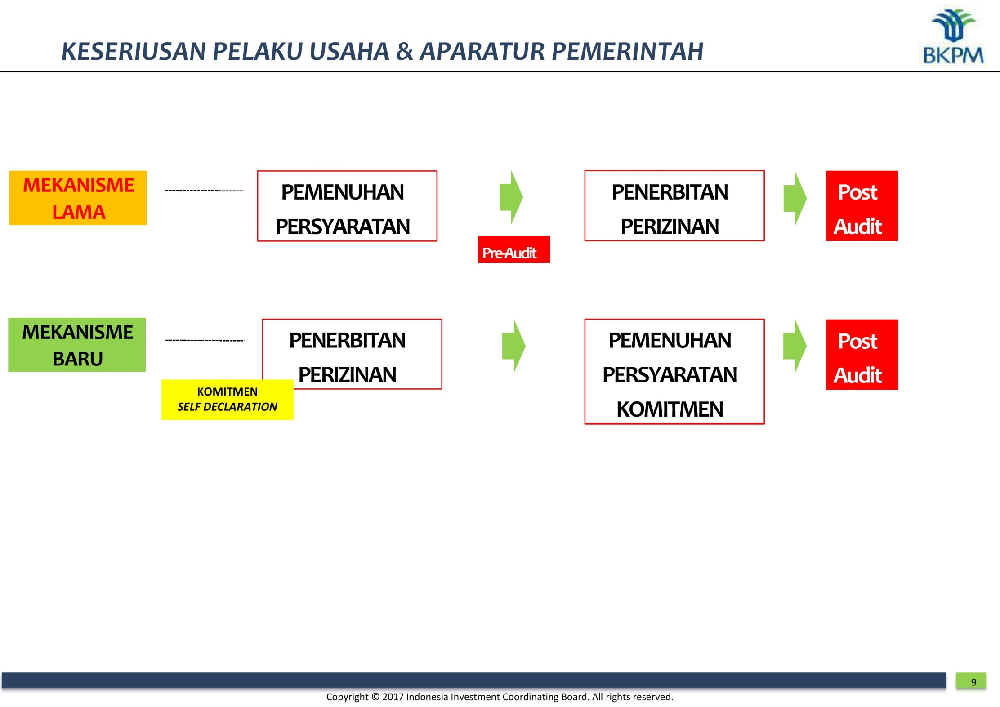 KESERIUSAN PELAKU USAHA & APARATUR PEMERINTAH
BKPM
MEKANISME
LAMA
PEMENUHAN
PERSYARATAN
Pre-Audit
PENERBITAN
PERIZINAN
Post
Audit
MEKANISME
BARU
KOMITMEN
SELF DECLARATION
PENERBITAN
PERIZINAN
PEMENUHAN
PERSYARATAN
KOMITMEN
Post
Audit
9
Copyright © 2017 Indonesia Investment Coordinating Board. All rights reserved.